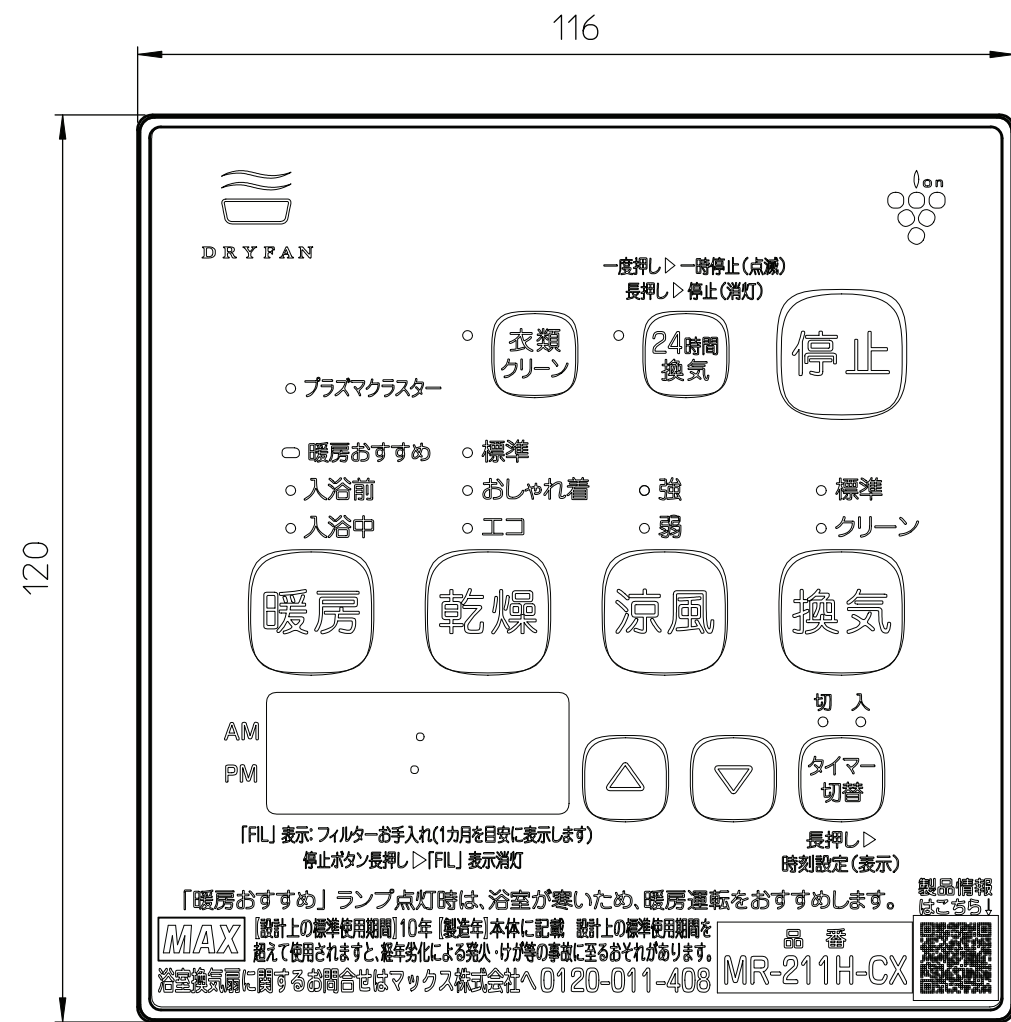 116
120
ion
DRYFAN
一度押し▷一時停止(点滅)
長押し▷停止(消灯)
衣類
クリーン
24時間
換気
停止
プラズマクラスター
暖房おすすめ
標準
入浴前
おしゃれ着
強
標準
入浴中
エコ
弱
クリーン
暖房
乾燥
涼風
換気
切 入
AM
PM
タイマー
切替
「FIL」表示:フィルターお手入れ(1カ月を目安に表示します)
停止ボタン長押し▷「FIL」表示消灯
長押し▷
時刻設定(表示)
「暖房おすすめ」ランプ点灯時は、浴室が寒いため、暖房運転をおすすめします。
製品情報
はこちら↓
MAX
[設計上の標準使用期間]10年 [製造年]本体に記載 設計上の標準使用期間を
超えて使用されますと、経年劣化による発火・けが等の事故に至るおそれがあります。
浴室換気扇に関するお問合せはマックス株式会社へ0120-011-408
品番
MR-211H-CX